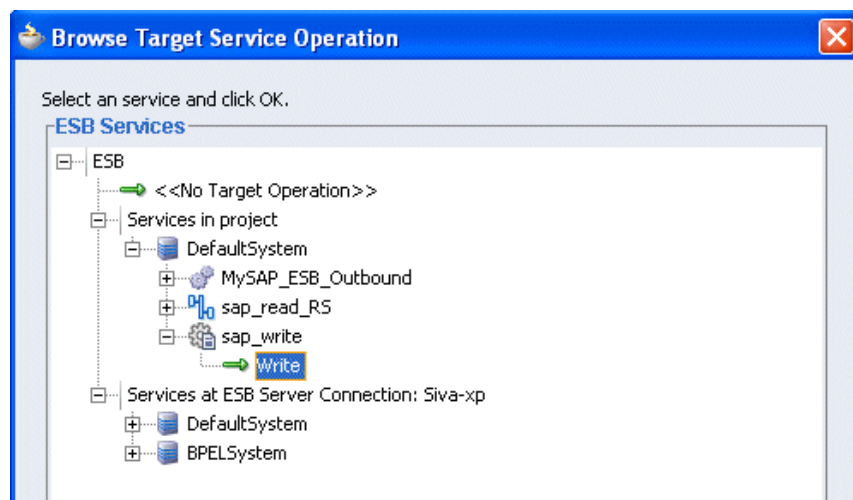 Browse Target Service Operation
Select an service and click OK.
ESB Services
ESB
<<No Target Operation>>
Services in project
DefaultSystem
MySAP_ESB_Outbound
sap_read_RS
sap_write
Write
Services at ESB Server Connection: Siva-xp
DefaultSystem
BPELSystem